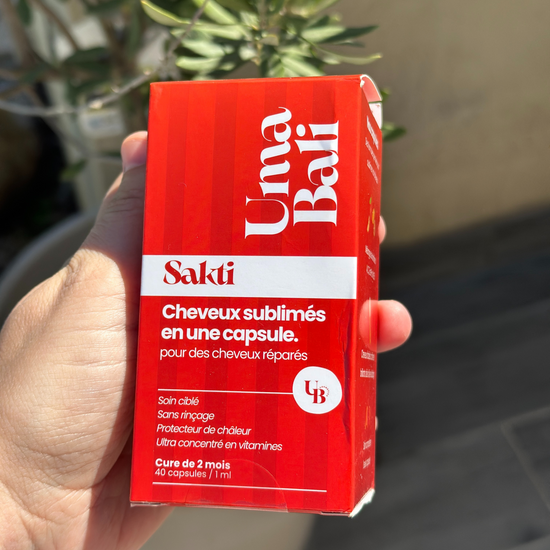 Uma
Bali
Sakti
Cheveux sublimés
en une capsule.
pour des cheveux réparés
UB
Soin ciblé
Sans rinçage
Protecteur de châleur
Ultra concentré en vitamines
Cure de 2 mois
40 capsules / 1 ml